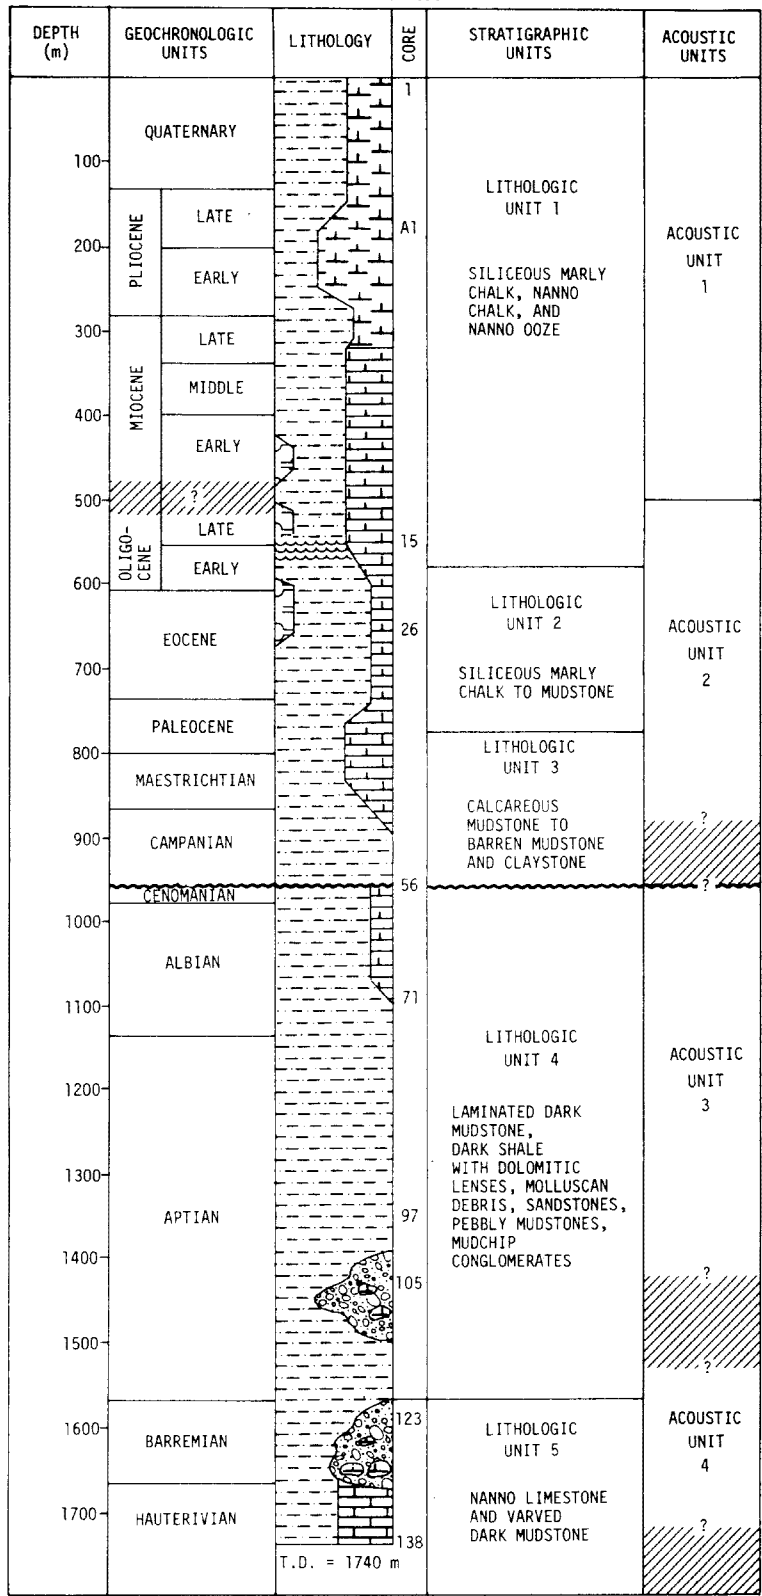 DEPTH
(m)
GEOCHRONOLOGIC
UNITS
LITHOLOGY
CORE
STRATIGRAPHIC
UNITS
ACOUSTIC
UNITS
100
200
300
400
500
600
700
800
900
1000
1100
1200
1300
1400
1500
1600
1700
QUATERNARY
PLIOCENE
LATE
EARLY
MIOCENE
LATE
MIDDLE
EARLY
?
OLIGO-
CENE
LATE
EARLY
EOCENE
PALEOCENE
MAESTRICHTIAN
CAMPANIAN
CENOMANIAN
ALBIAN
APTIAN
BARREMIAN
HAUTERIVIAN
T.D. = 1740 m
1
A1
15
26
56
71
97
105
123
138
LITHOLOGIC
UNIT 1
SILICEOUS MARLY
CHALK, NANNO
CHALK, AND
NANNO OOZE
LITHOLOGIC
UNIT 2
SILICEOUS MARLY
CHALK TO MUDSTONE
LITHOLOGIC
UNIT 3
CALCAREOUS
MUDSTONE TO
BARREN MUDSTONE
AND CLAYSTONE
LITHOLOGIC
UNIT 4
LAMINATED DARK
MUDSTONE,
DARK SHALE
WITH DOLOMITIC
LENSES, MOLLUSCAN
DEBRIS, SANDSTONES,
PEBBLY MUDSTONES,
MUDCHIP
CONGLOMERATES
LITHOLOGIC
UNIT 5
NANNO LIMESTONE
AND VARVED
DARK MUDSTONE
ACOUSTIC
UNIT
1
ACOUSTIC
UNIT
2
?
?
ACOUSTIC
UNIT
3
?
?
ACOUSTIC
UNIT
4
?